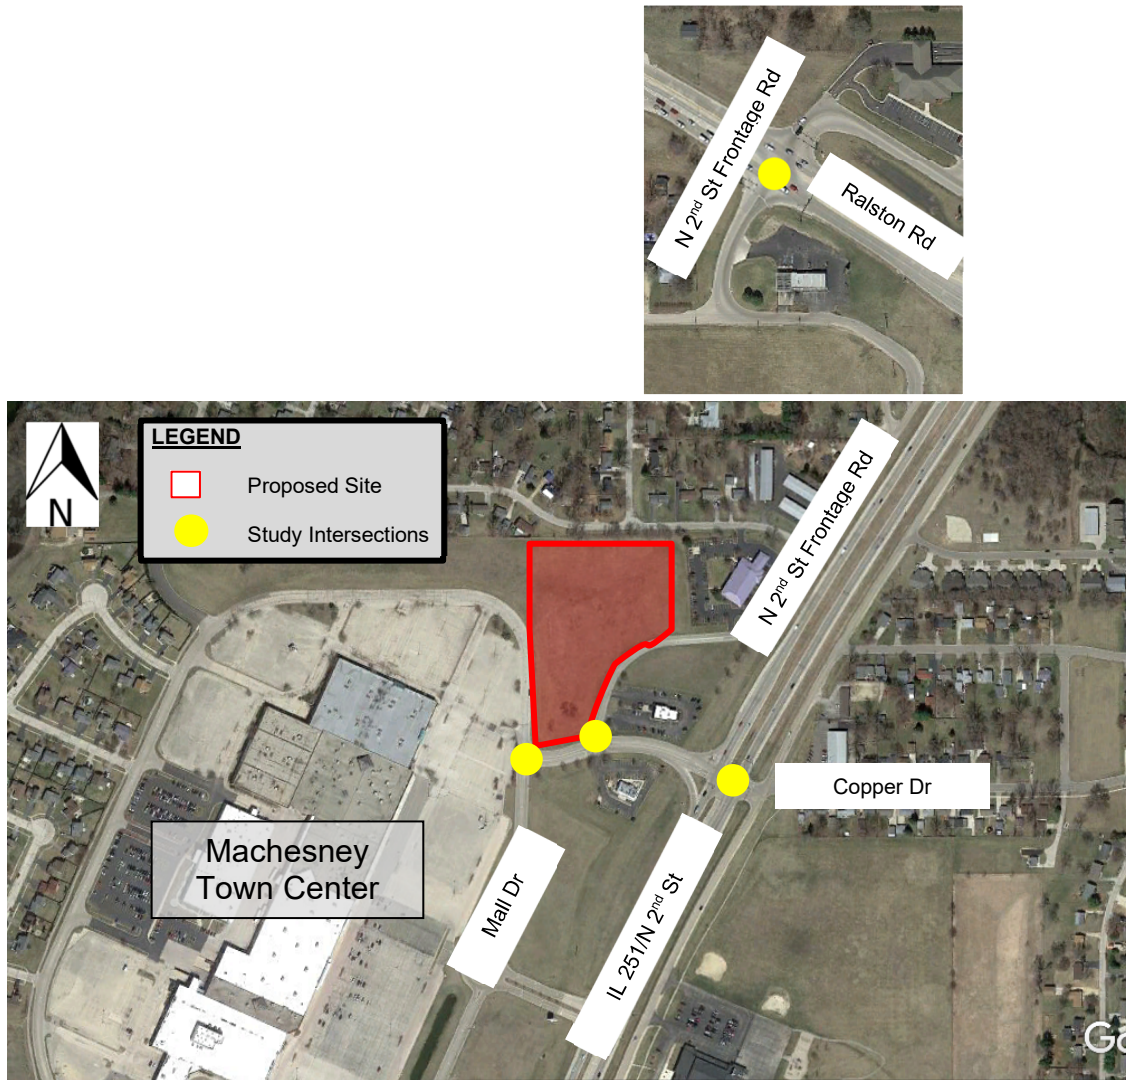 N 2nd St Frontage Rd
Ralston Rd
N
LEGEND
Proposed Site
Study Intersections
N 2nd St Frontage Rd
Copper Dr
Machesney
Town Center
Mall Dr
IL 251/N 2nd St